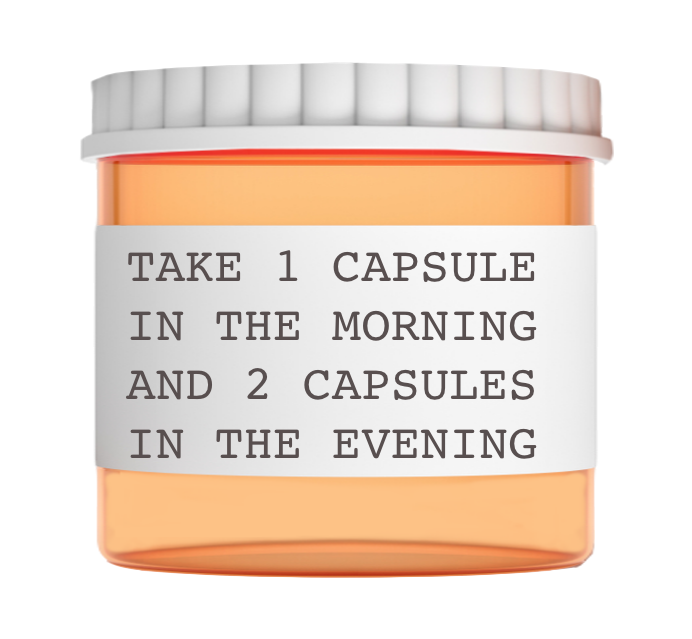 TAKE 1 CAPSULE
IN THE MORNING
AND 2 CAPSULES
IN THE EVENING